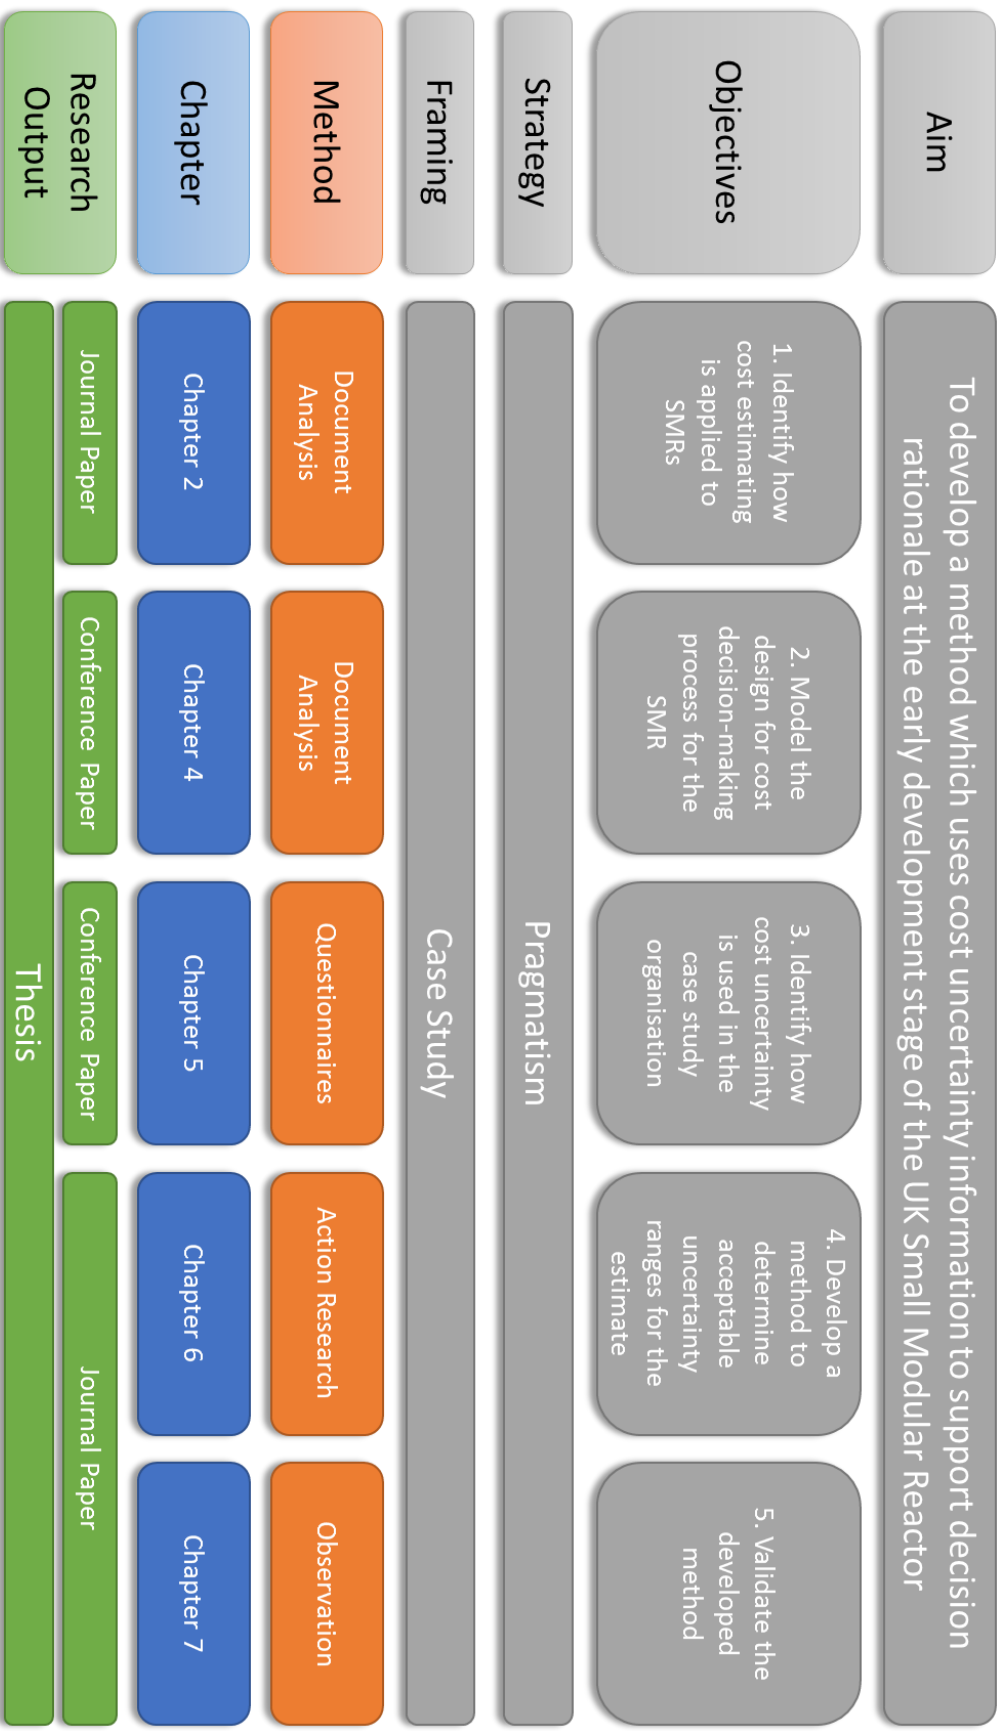 Aim
To develop a method which uses cost uncertainty information to support decision
rationale at the early development stage of the UK Small Modular Reactor
Objectives
1. Identify how
cost estimating
is applied to
SMRs
2. Model the
design for cost
decision-making
process for the
SMR
3. Identify how
cost uncertainty
is used in the
case study
organisation
4. Develop a
method to
determine
acceptable
uncertainty
ranges for the
estimate
5. Validate the
developed
method
Strategy
Pragmatism
Framing
Case Study
Method
Document
Analysis
Document
Analysis
Questionnaires
Action Research
Observation
Chapter
Chapter 2
Chapter 4
Chapter 5
Chapter 6
Chapter 7
Research
Output
Journal Paper
Conference Paper
Conference Paper
Journal Paper
Thesis